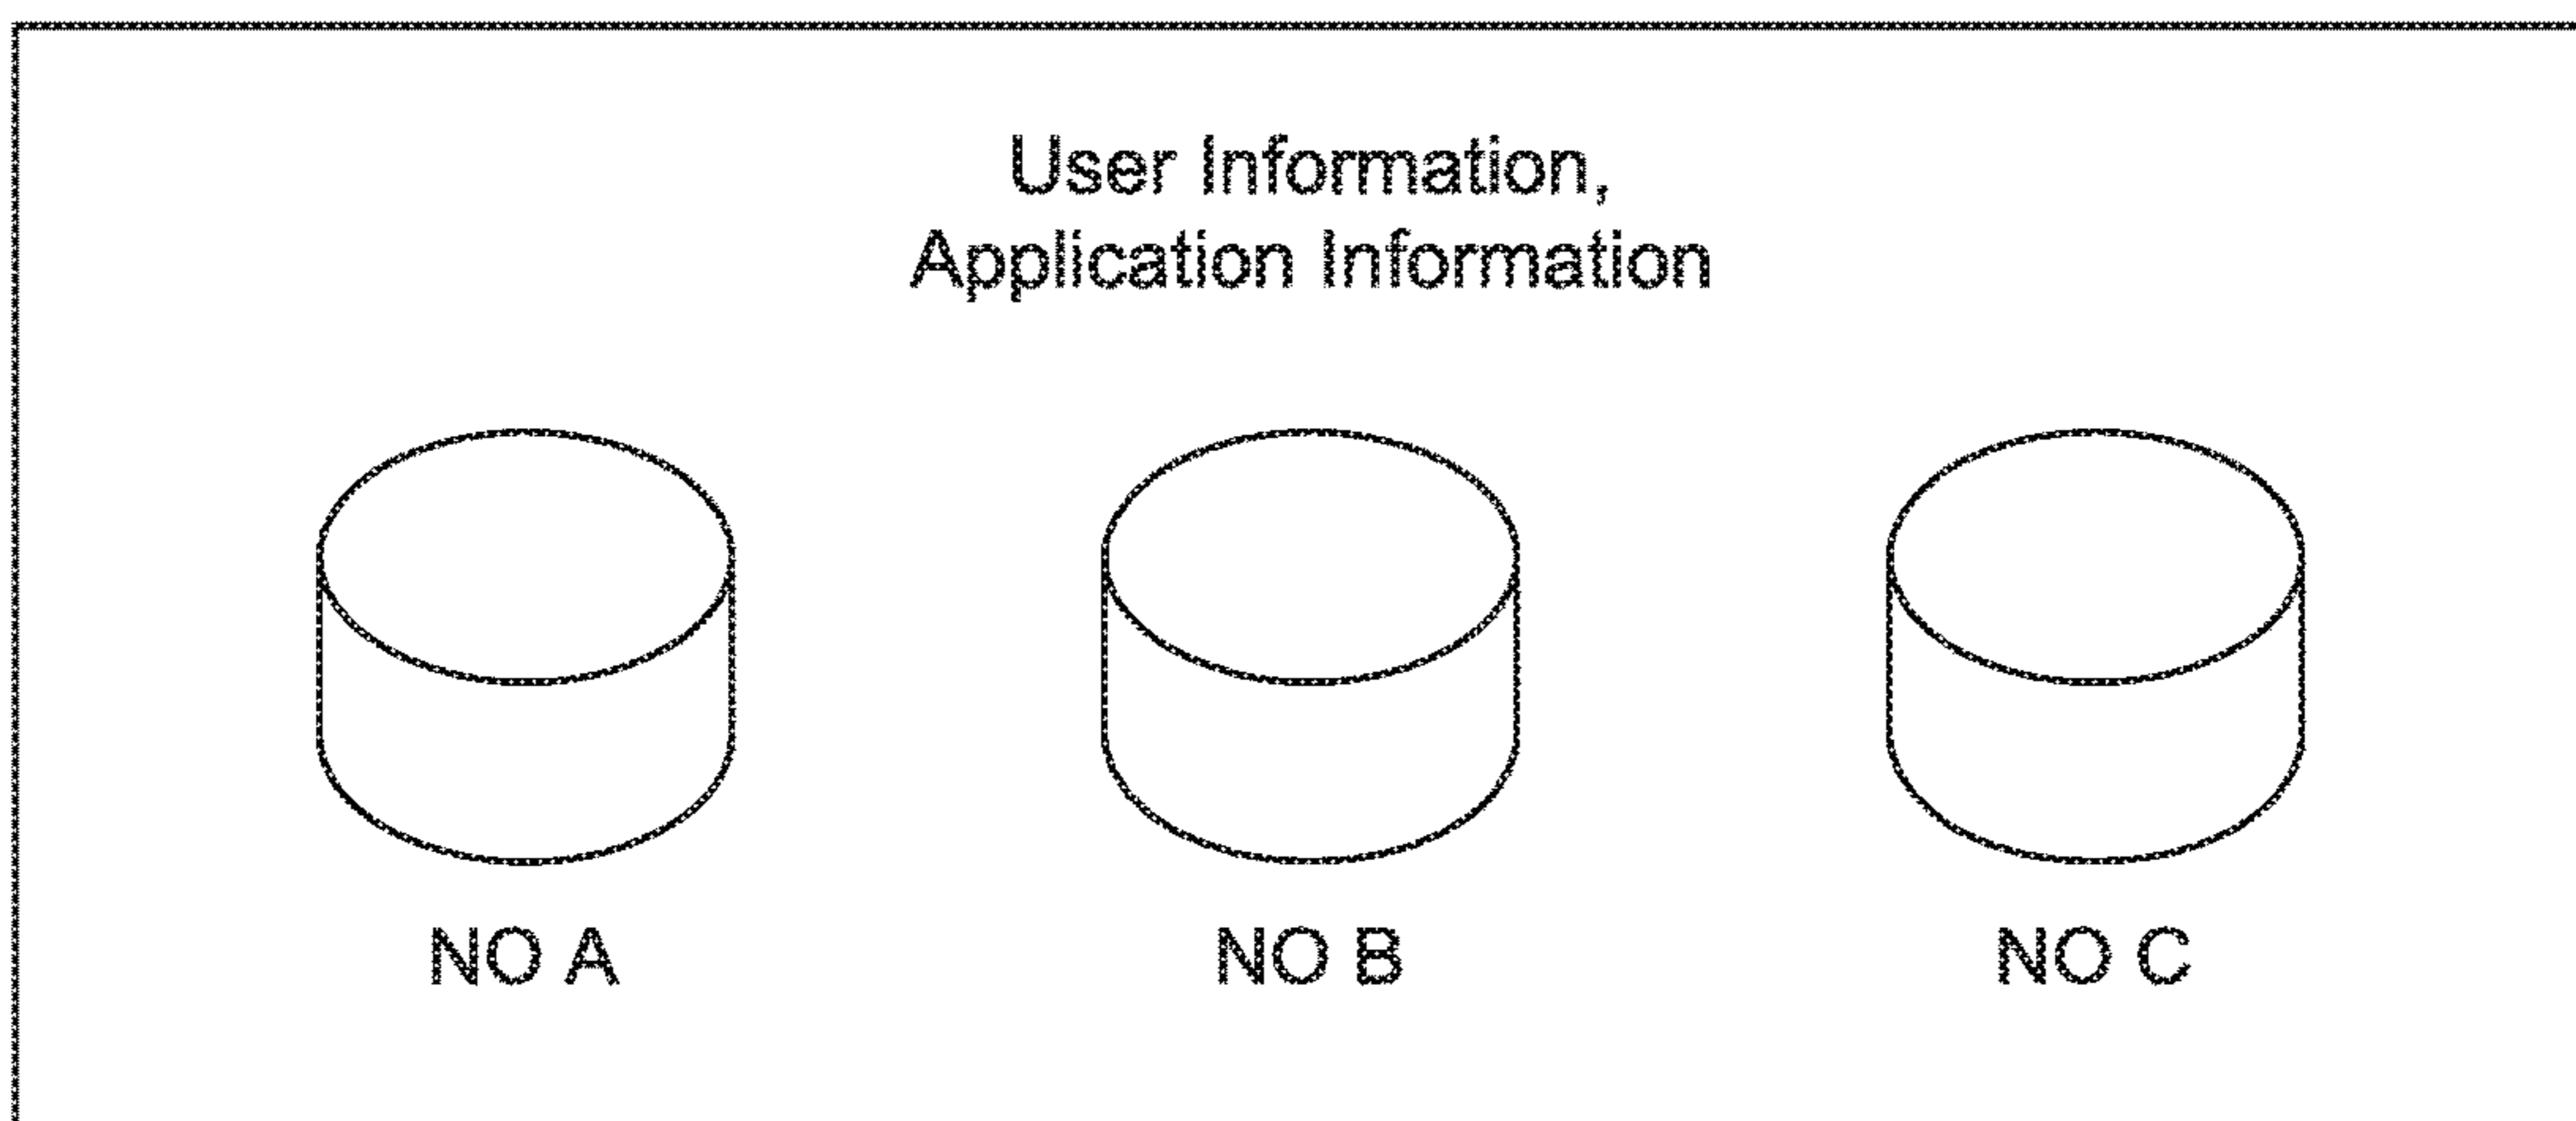 User Information,
Application Information
NO A
NO B
NO C